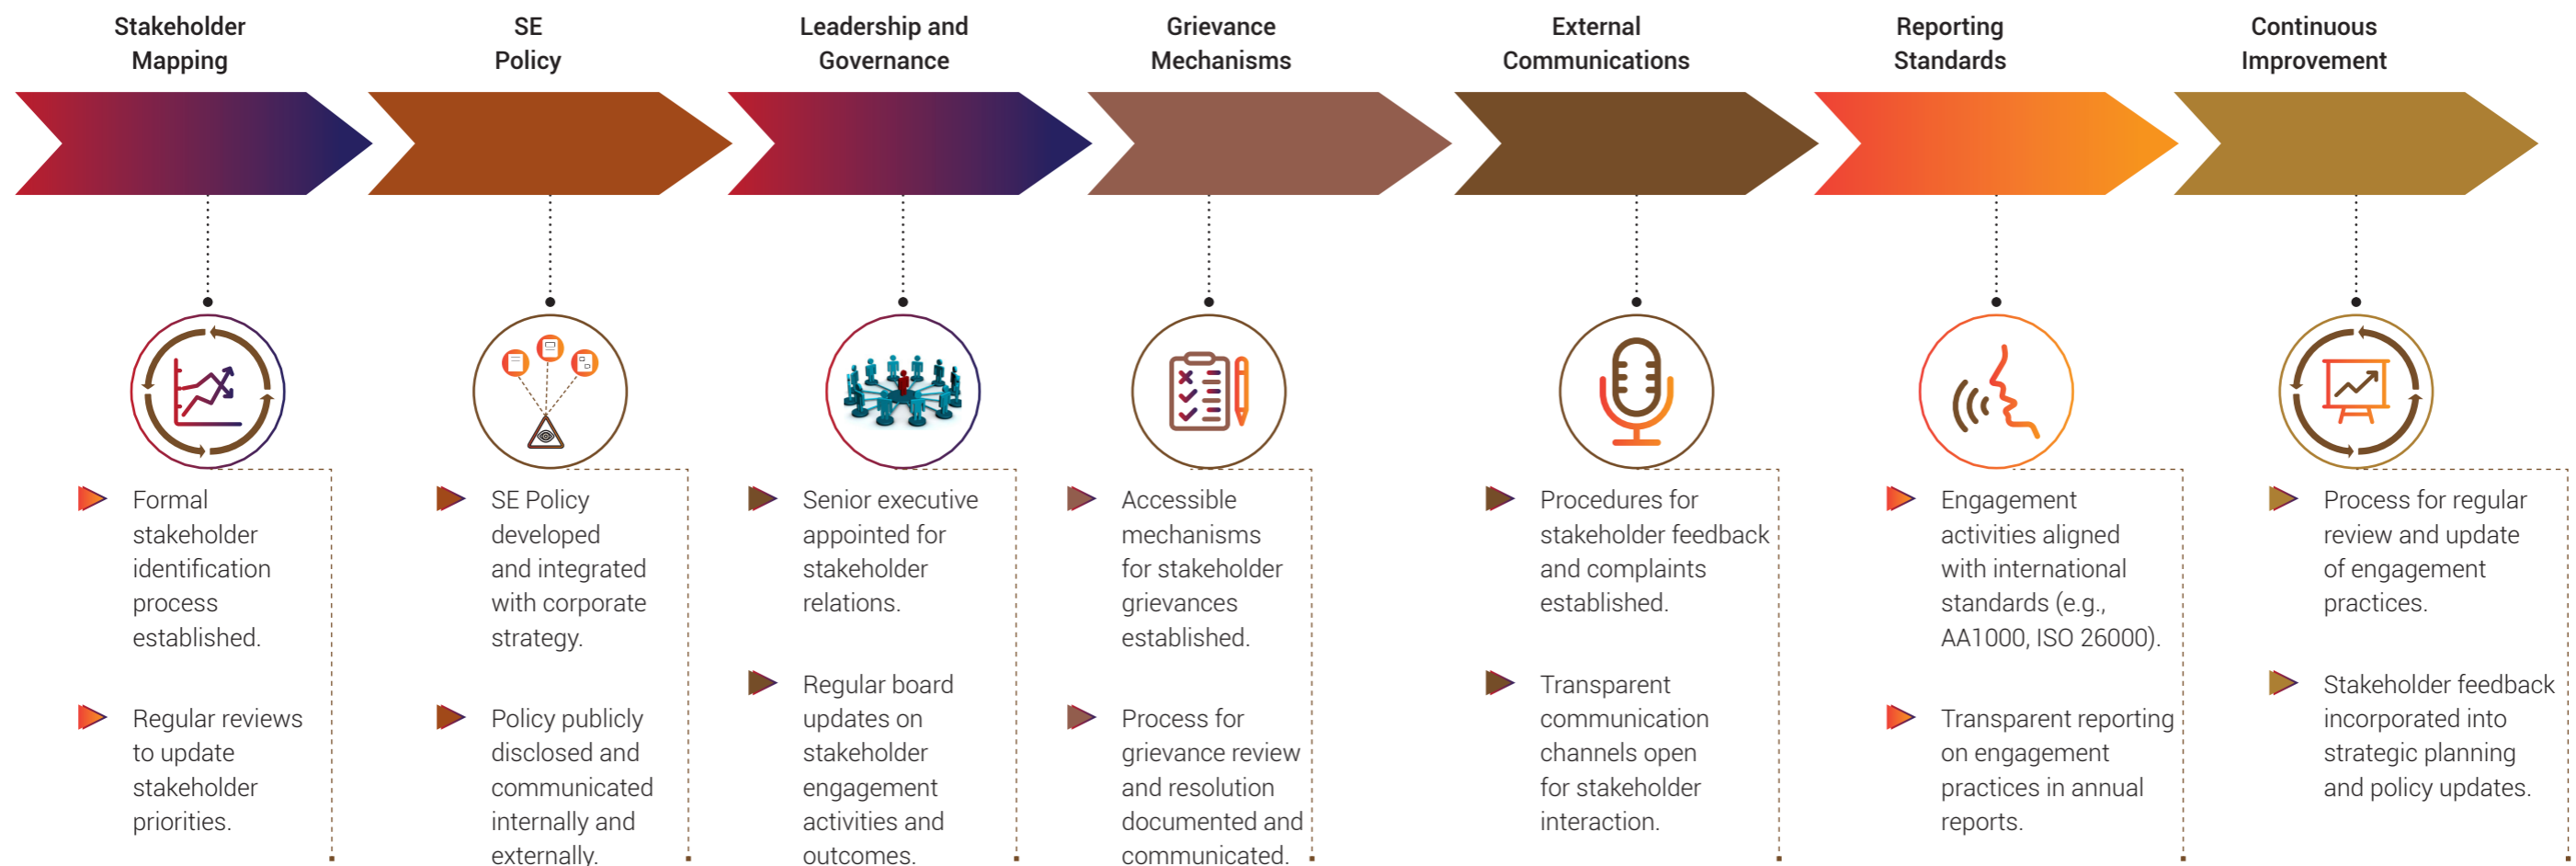 Stakeholder
Mapping
SE
Policy
Leadership and
Governance
Grievance
Mechanisms
External
Communications
Reporting
Standards
Continuous
Improvement
Formal
stakeholder
identification
process
established.
Regular reviews
to update
stakeholder
priorities.
SE Policy
developed
and integrated
with corporate
strategy.
Policy publicly
disclosed and
communicated
internally and
externally.
Senior executive
appointed for
stakeholder
relations.
Regular board
updates on
stakeholder
engagement
activities and
outcomes.
Accessible
mechanisms
for stakeholder
grievances
established.
Process for
grievance review
and resolution
documented and
communicated.
Procedures for
stakeholder feedback
and complaints
established.
Transparent
communication
channels open
for stakeholder
interaction.
Engagement
activities aligned
with international
standards (e.g.,
AA1000, ISO 26000).
Transparent reporting
on engagement
practices in annual
reports.
Process for regular
review and update
of engagement
practices.
Stakeholder feedback
incorporated into
strategic planning
and policy updates.